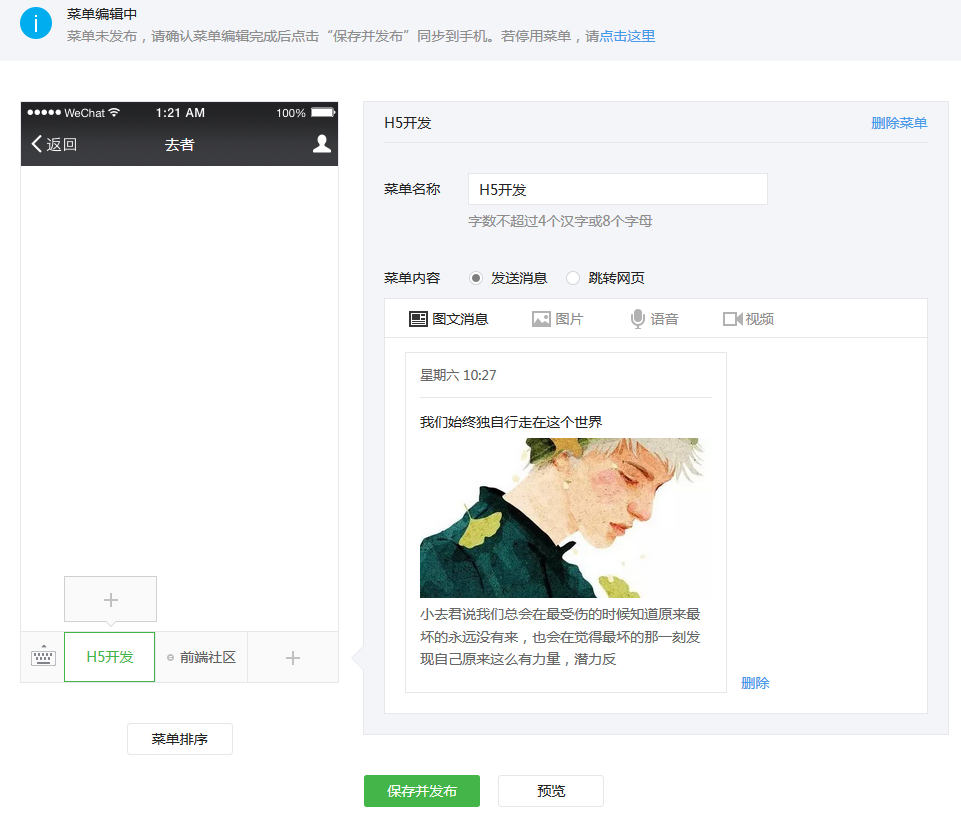 菜单编辑中
菜单未发布，请确认菜单编辑完成后点击“保存并发布”同步到手机。若停用菜单，请点击这里
WeChat 1:21 AM 100%
返回 去者
H5开发 删除菜单
菜单名称 H5开发
字数不超过4个汉字或8个字母
菜单内容 发送消息 跳转网页
图文消息 图片 语音 视频
星期六 10:27
我们始终独自行走在这个世界
小去君说我们总会在最受伤的时候知道原来最
坏的永远没有来，也会在觉得最坏的那一刻发
现自己原来这么有力量，潜力反
删除
H5开发 前端社区
菜单排序
保存并发布 预览